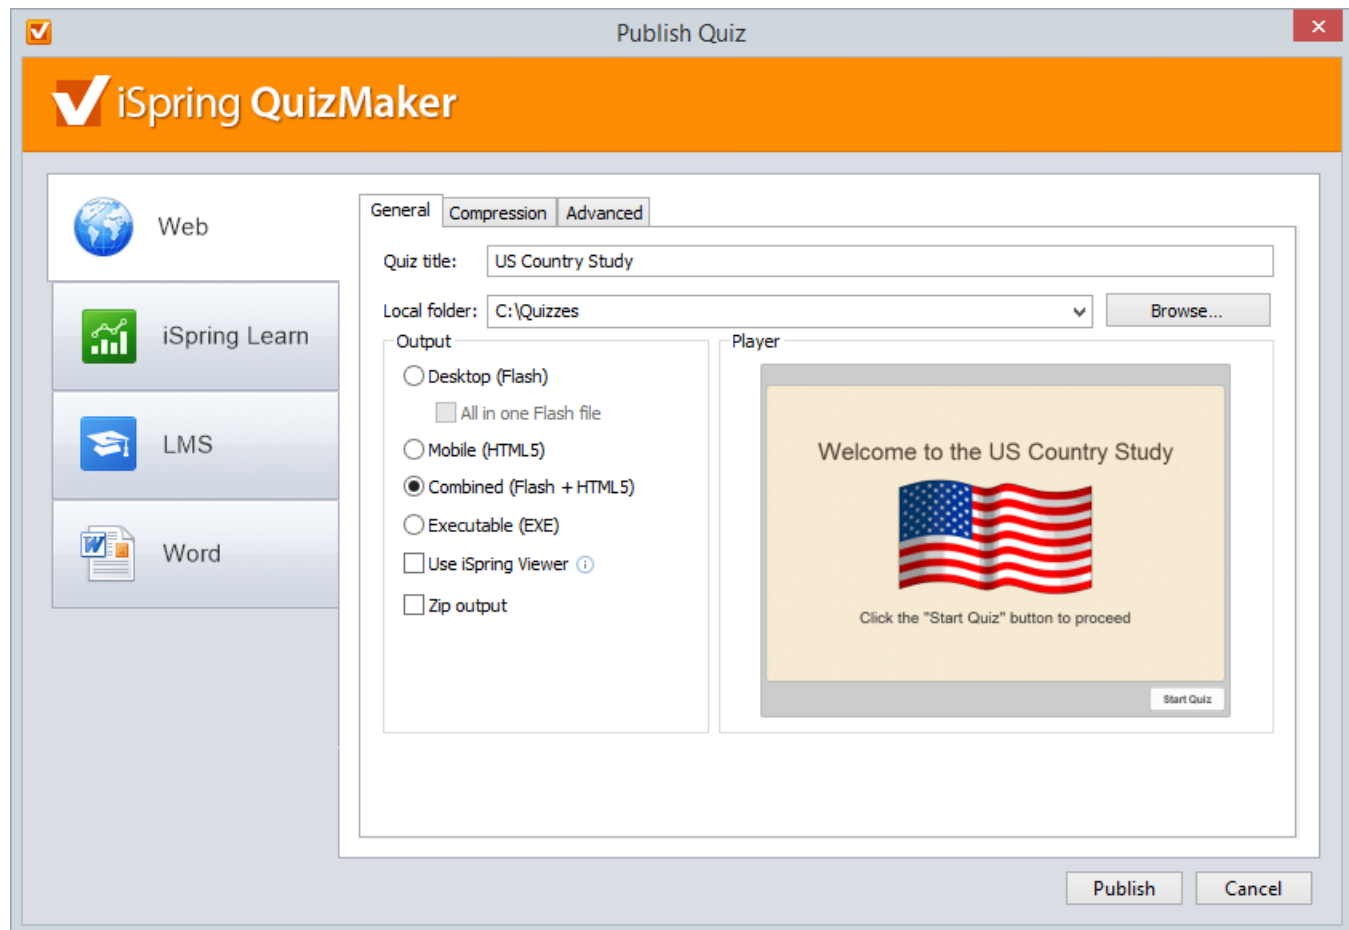 Publish Quiz
iSpring QuizMaker
Web
iSpring Learn
LMS
Word
General
Compression
Advanced
Quiz title:
US Country Study
Local folder:
C:\Quizzes
Browse...
Output
Desktop (Flash)
All in one Flash file
Mobile (HTML5)
Combined (Flash + HTML5)
Executable (EXE)
Use iSpring Viewer
Zip output
Player
Welcome to the US Country Study
Click the "Start Quiz" button to proceed
Start Quiz
Publish
Cancel